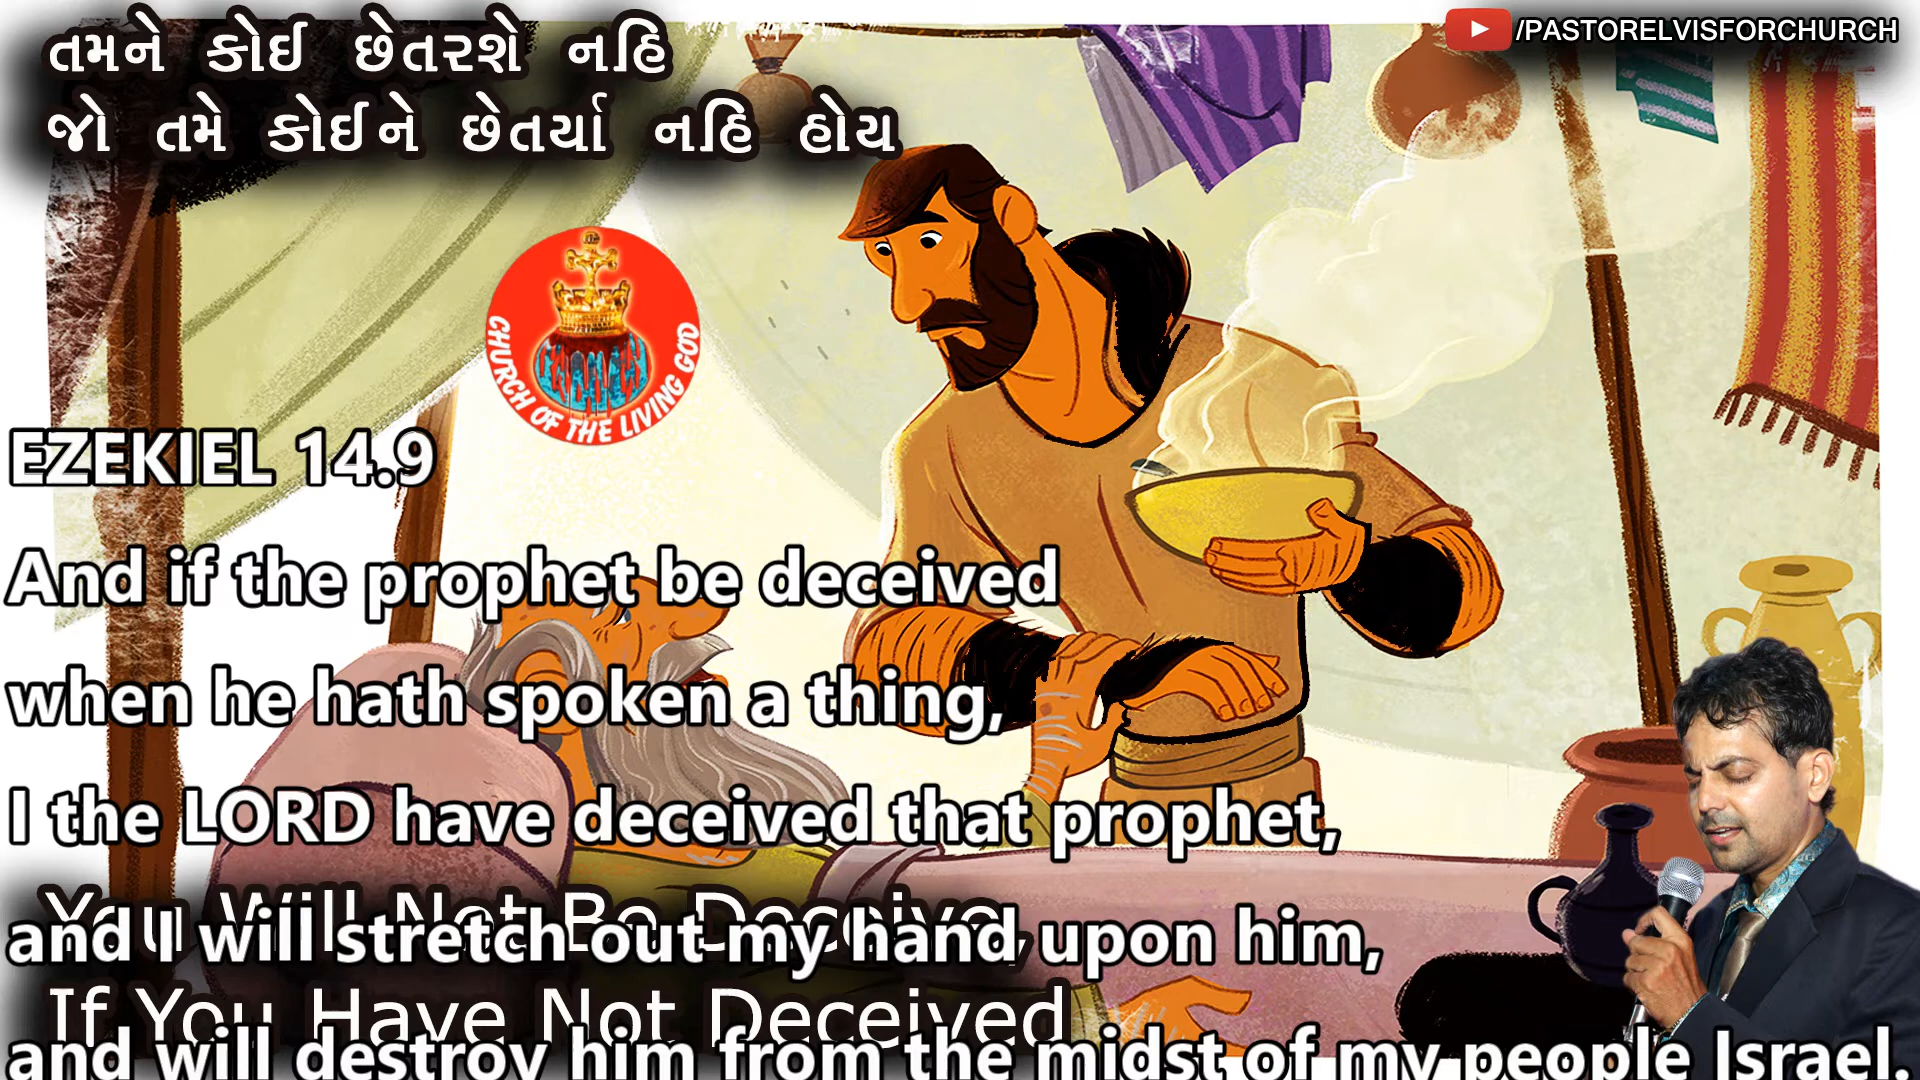 તમને કોઈ છેતરશે નહિ
જો તમે કોઈને છેતર્યા નહિ હોય
/PASTORELVISFORCHURCH
CHURCH OF THE LIVING GOD
EZEKIEL 14.9
And if the prophet be deceived
when he hath spoken a thing,
I the LORD have deceived that prophet,
You Will Not Be Deceive,
and I will stretch out my hand upon him,
If You Have Not Deceived
and will destroy him from the midst of my people Israel.